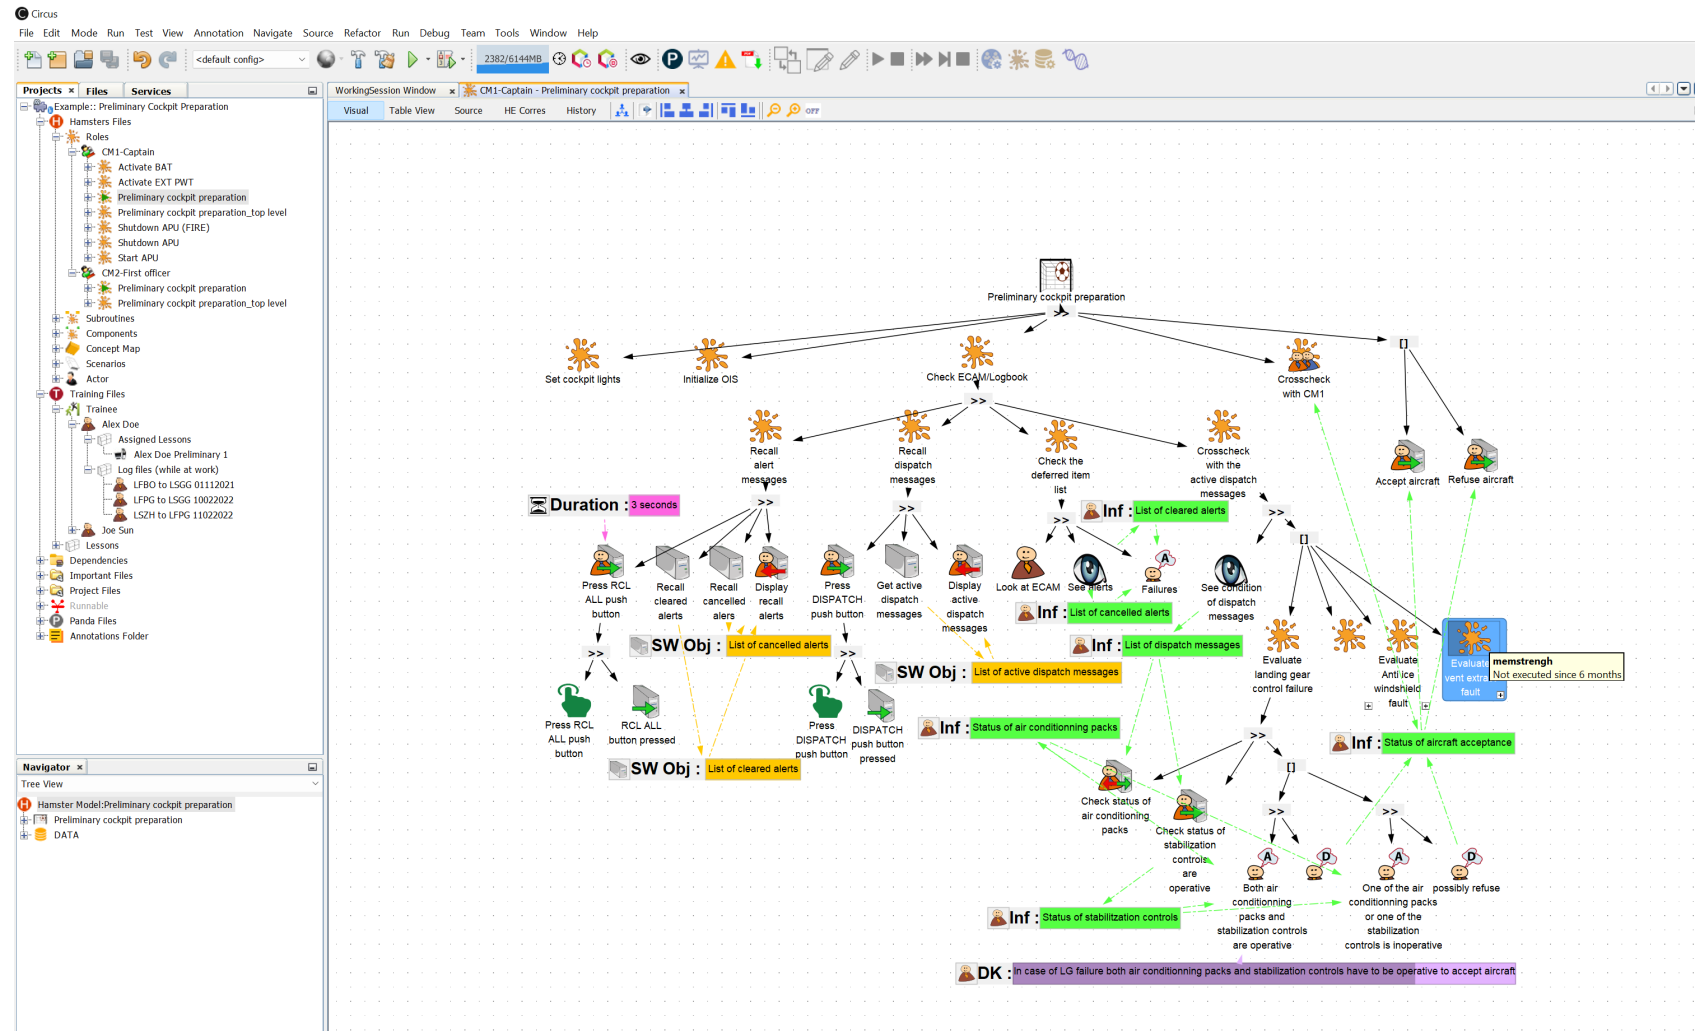 Circus
File Edit Mode Run Test View Annotation Navigate Source Refactor Run Debug Team Tools Window Help
<default config>
2382/6144MB
P
Projects Files Services
WorkingSession Window
CM1-Captain - Preliminary cockpit preparation
Visual Table View Source HE Corres History OFF
Example:: Preliminary Cockpit Preparation
Hamsters Files
Roles
CM1-Captain
Activate BAT
Activate EXT PWT
Preliminary cockpit preparation
Preliminary cockpit preparation_top level
Shutdown APU (FIRE)
Shutdown APU
Start APU
CM2-First officer
Preliminary cockpit preparation
Preliminary cockpit preparation_top level
Subroutines
Components
Concept Map
Scenarios
Actor
Training Files
Trainee
Alex Doe
Assigned Lessons
Alex Doe Preliminary 1
Log files (while at work)
LFBO to LSGG 01112021
LFPG to LSGG 10022022
LSZH to LFPG 11022022
Joe Sun
Lessons
Dependencies
Important Files
Project Files
Runnable
Panda Files
Annotations Folder
Navigator
Tree View
Hamster Model:Preliminary cockpit preparation
Preliminary cockpit preparation
DATA
Preliminary cockpit preparation
>>
[]
Set cockpit lights
Initialize OIS
Check ECAM/Logbook
Crosscheck
with CM1
>>
Recall
alert
messages
Recall
dispatch
messages
Check the
deferred item
list
Crosscheck
with the
active dispatch
messages
Accept aircraft
Refuse aircraft
Duration : 3 seconds
>>
>>
>>
Inf : List of cleared alerts
>>
[]
Press RCL
ALL push
button
Recall
cleared
alerts
Recall
cancelled
alers
Display
recall
alerts
Press
DISPATCH
push button
Get active
dispatch
messages
Display
active
dispatch
messages
Look at ECAM
See alerts
A
Failures
See condition
of dispatch
messages
Inf : List of cancelled alerts
SW Obj : List of cancelled alerts
Inf : List of dispatch messages
>>
>>
SW Obj : List of active dispatch messages
Evaluate
landing gear
control failure
Evaluate
Anti ice
windshield
fault
Evaluate
vent extra
fault
memstrengh
Not executed since 6 months
Press RCL
ALL push
button
RCL ALL
button pressed
Press
DISPATCH
push button
DISPATCH
push button
pressed
Inf : Status of air conditionning packs
Inf : Status of aircraft acceptance
>>
SW Obj : List of cleared alerts
[]
Check status of
air conditioning
packs
Check status of
stabilization
controls
are
operative
>>
>>
A
D
A
D
Both air
conditionning
packs and
stabilization controls
are operative
One of the air
conditionning packs
or one of the
stabilization
controls is inoperative
possibly refuse
Inf : Status of stabilitzation controls
DK : In case of LG failure both air conditionning packs and stabilization controls have to be operative to accept aircraft